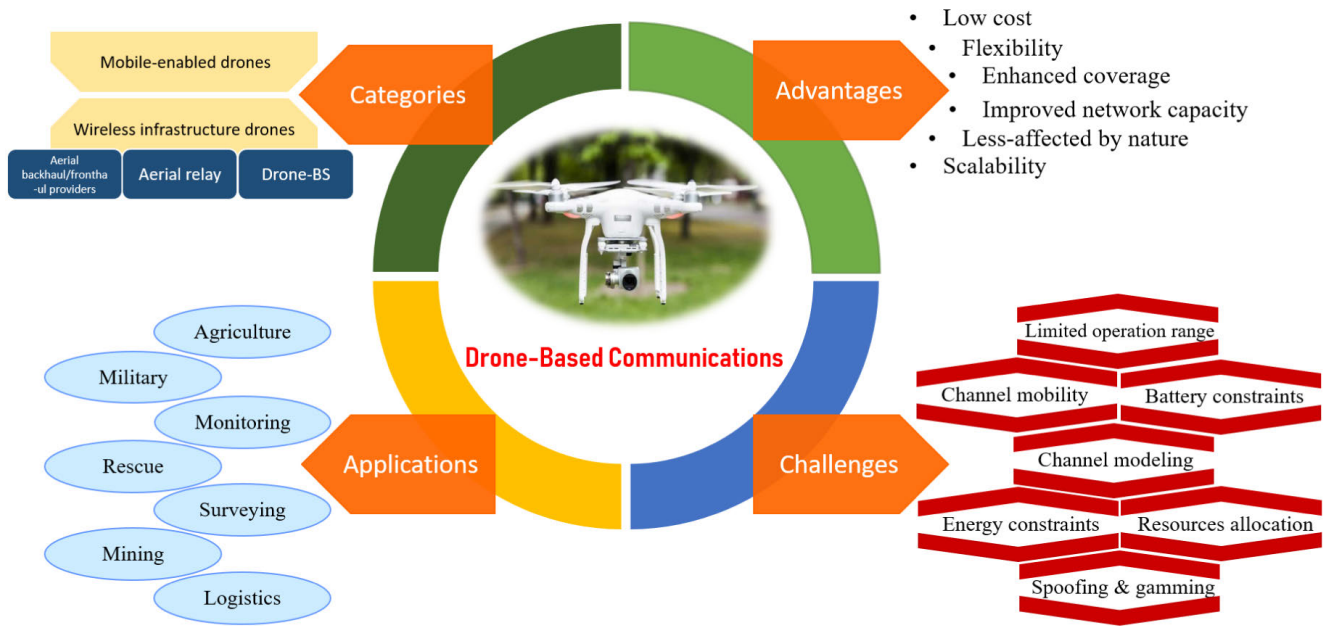 Categories
Mobile-enabled drones
Wireless infrastructure drones
Aerial
backhaul/frontha
-ul providers
Aerial relay
Drone-BS
Advantages
Low cost
Flexibility
Enhanced coverage
Improved network capacity
Less-affected by nature
Scalability
Drone-Based Communications
Applications
Agriculture
Military
Monitoring
Rescue
Surveying
Mining
Logistics
Challenges
Limited operation range
Channel mobility
Battery constraints
Channel modeling
Energy constraints
Resources allocation
Spoofing & gamming